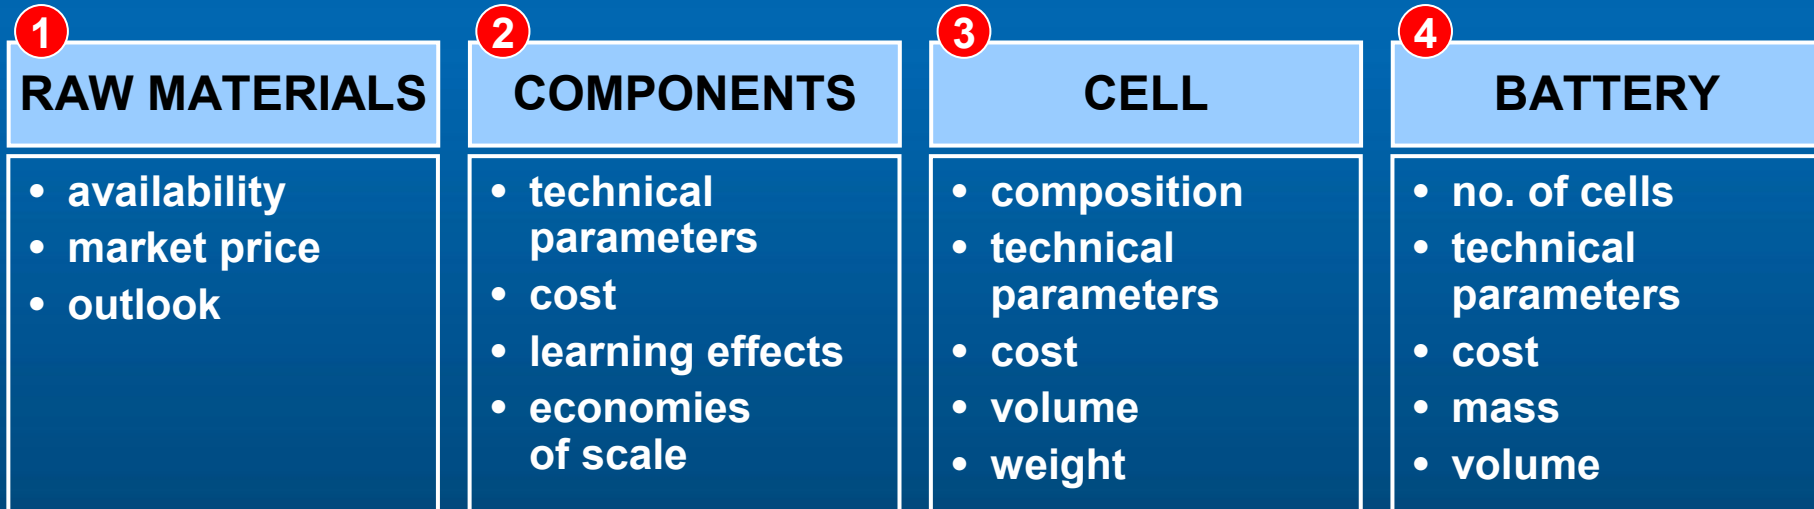 1
RAW MATERIALS
• availability
• market price
• outlook
2
COMPONENTS
• technical
parameters
• cost
• learning effects
• economies
of scale
3
CELL
• composition
• technical
parameters
• cost
• volume
• weight
4
BATTERY
• no. of cells
• technical
parameters
• cost
• mass
• volume